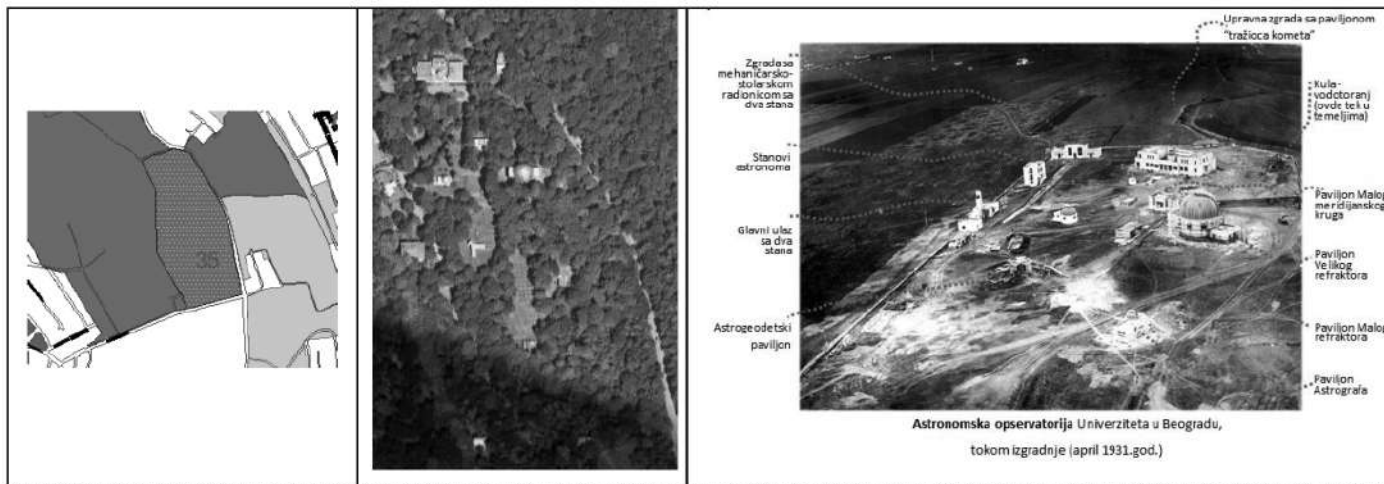 35
Upravna zgrada sa paviljonom
"tražioca kometa"
Zgrada sa
mehaničarsko-
stolarskom
radionicom sa
dva stana
Kula-
vodotoranj
(ovde tek u
temeljima)
Stanovi
astronoma
Paviljon Malog
meridijanskog
kruga
Glavni ulaz
sa dva
stana
Paviljon
Velikog
refraktora
Astrogeodetski
paviljon
Paviljon Malog
refraktora
Paviljon
Astrografa
Astronomska opservatorija Univerziteta u Beogradu,
tokom izgradnje (april 1931.god.)